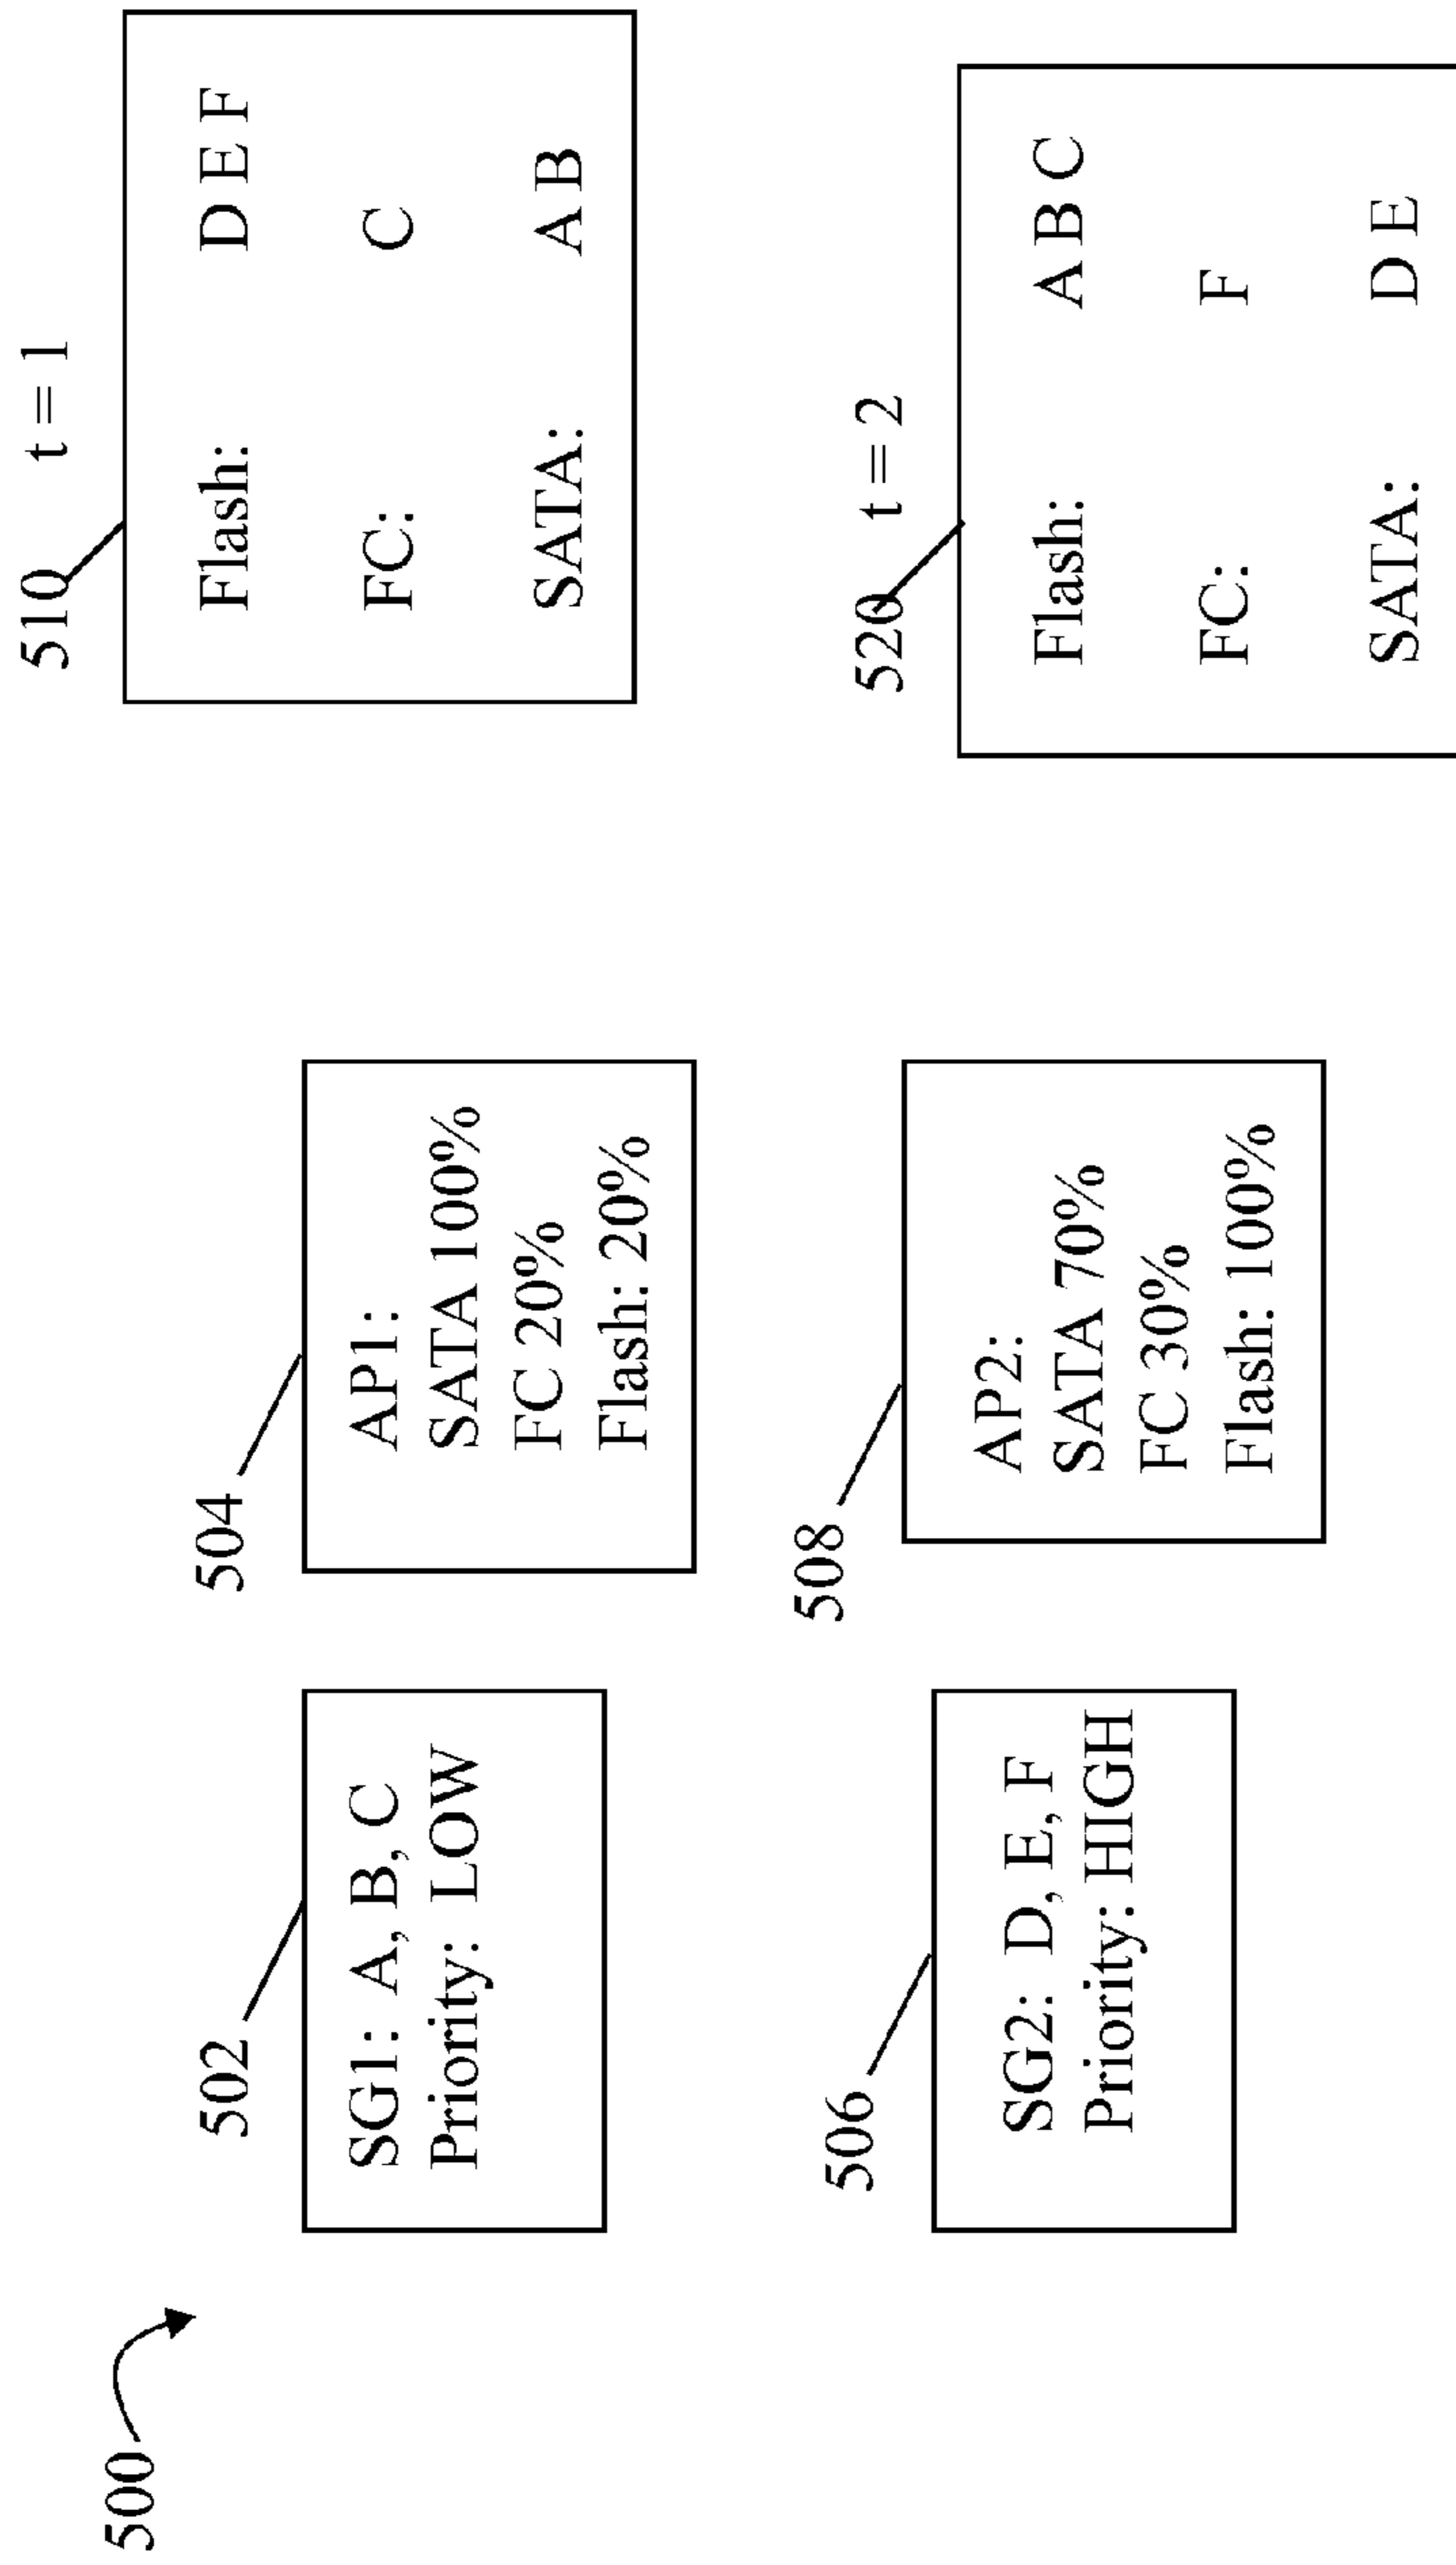 500
502
SG1: A, B, C
Priority: LOW
504
AP1:
SATA 100%
FC 20%
Flash: 20%
510
t = 1
Flash: D E F
FC: C
SATA: A B
506
SG2: D, E, F
Priority: HIGH
508
AP2:
SATA 70%
FC 30%
Flash: 100%
520
t = 2
Flash: A B C
FC: F
SATA: D E